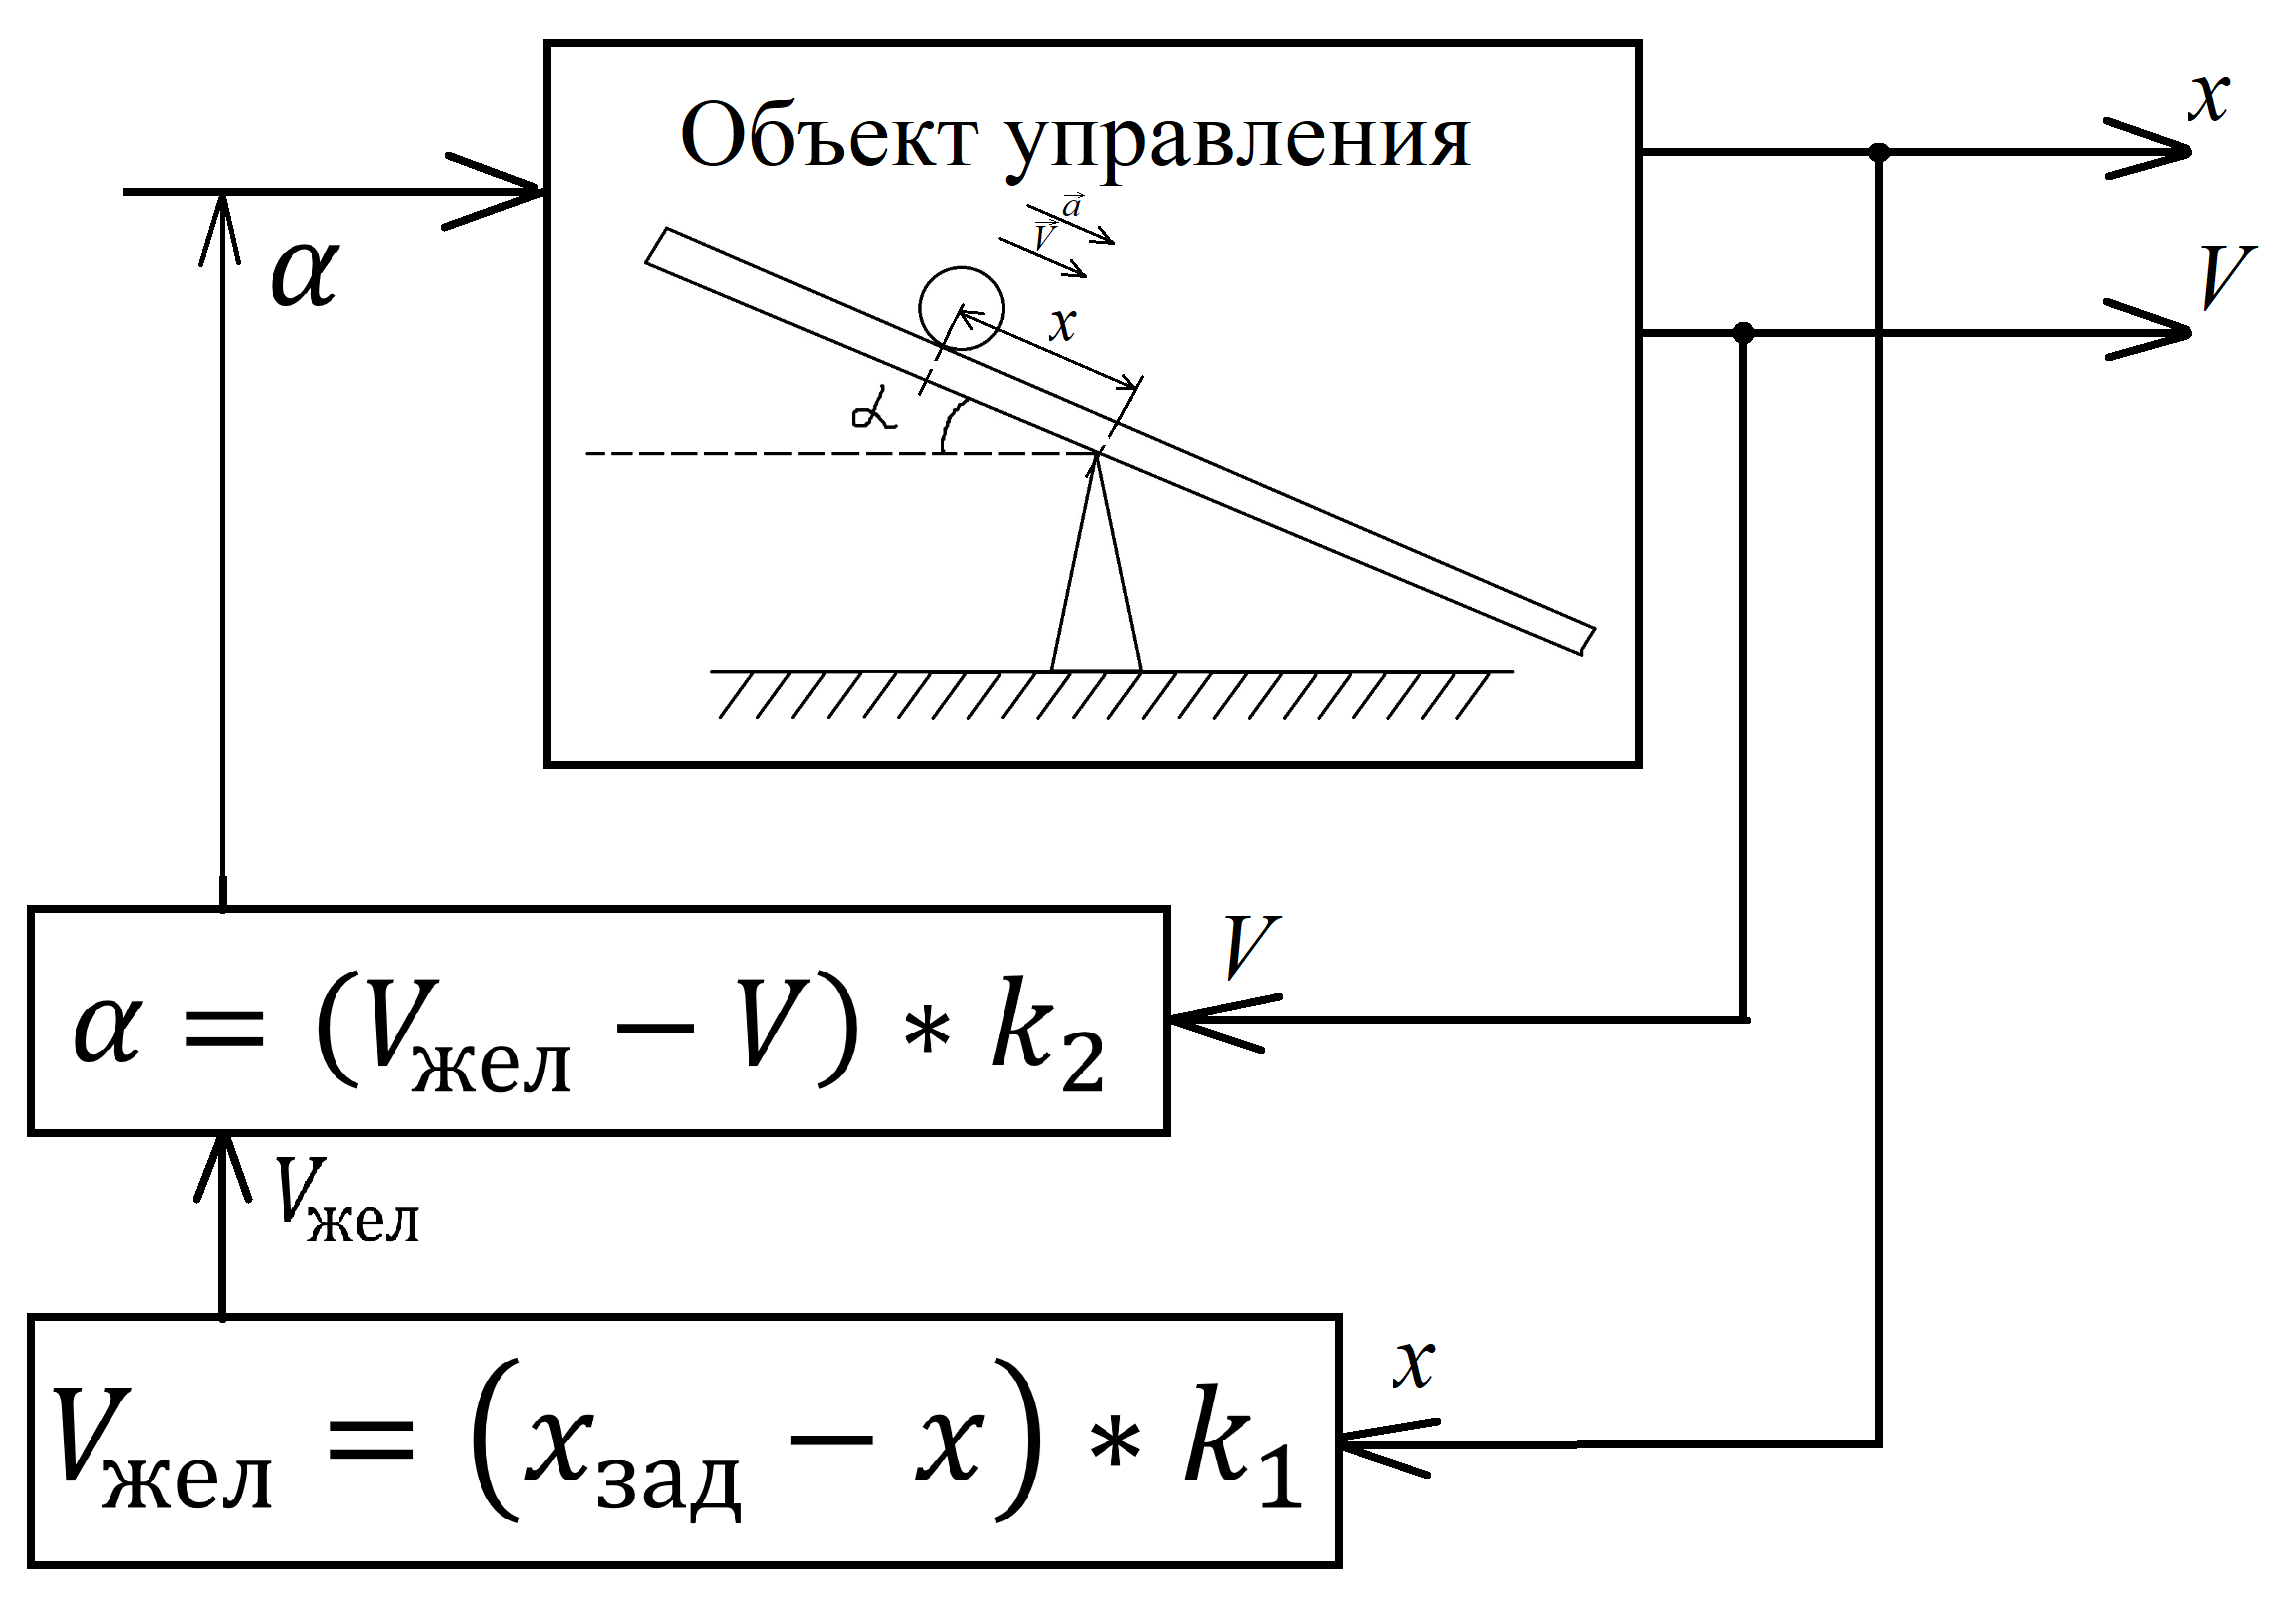 Объект управления
x
V
α
a
V
x
α
α = (Vжел − V) * k2
V
Vжел
Vжел = (xзад − x) * k1
x